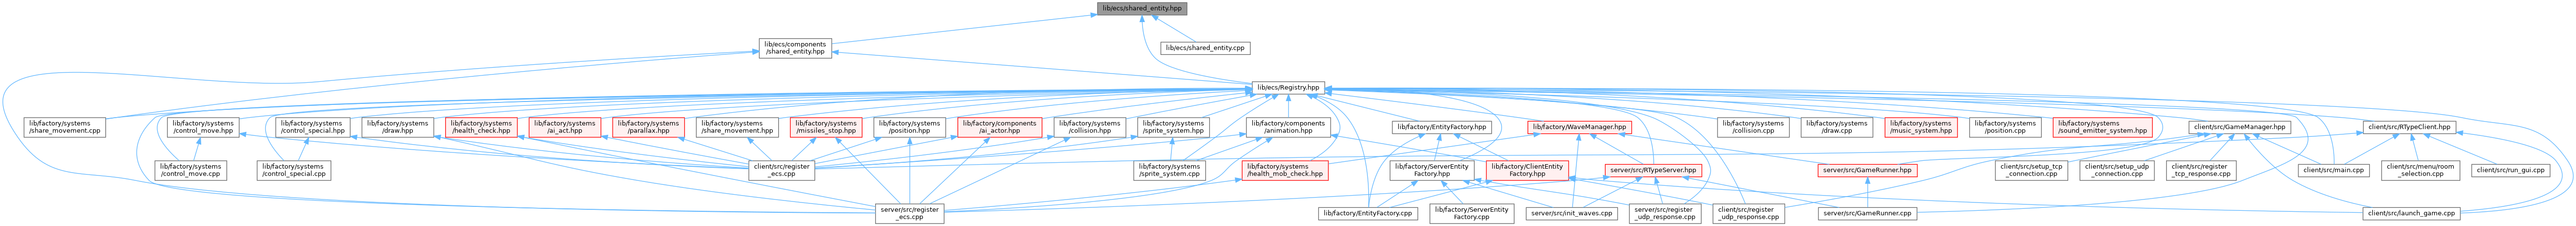 lib/ecs/shared_entity.hpp
lib/ecs/components
/shared_entity.hpp
lib/ecs/shared_entity.cpp
lib/ecs/Registry.hpp
lib/factory/systems
/share_movement.cpp
lib/factory/systems
/control_move.hpp
lib/factory/systems
/control_special.hpp
lib/factory/systems
/draw.hpp
lib/factory/systems
/health_check.hpp
lib/factory/systems
/ai_act.hpp
lib/factory/systems
/parallax.hpp
lib/factory/systems
/share_movement.hpp
lib/factory/systems
/missiles_stop.hpp
lib/factory/systems
/position.hpp
lib/factory/components
/ai_actor.hpp
lib/factory/systems
/collision.hpp
lib/factory/systems
/sprite_system.hpp
lib/factory/components
/animation.hpp
lib/factory/EntityFactory.hpp
lib/factory/WaveManager.hpp
lib/factory/systems
/collision.cpp
lib/factory/systems
/draw.cpp
lib/factory/systems
/music_system.hpp
lib/factory/systems
/position.cpp
lib/factory/systems
/sound_emitter_system.hpp
client/src/GameManager.hpp
client/src/RTypeClient.hpp
lib/factory/systems
/control_move.cpp
lib/factory/systems
/control_special.cpp
client/src/register
_ecs.cpp
lib/factory/systems
/sprite_system.cpp
lib/factory/systems
/health_mob_check.hpp
lib/factory/ServerEntity
Factory.hpp
lib/factory/ClientEntity
Factory.hpp
server/src/RTypeServer.hpp
server/src/GameRunner.hpp
client/src/setup_tcp
_connection.cpp
client/src/setup_udp
_connection.cpp
client/src/register
_tcp_response.cpp
client/src/main.cpp
client/src/menu/room
_selection.cpp
client/src/run_gui.cpp
server/src/register
_ecs.cpp
lib/factory/EntityFactory.cpp
lib/factory/ServerEntity
Factory.cpp
server/src/init_waves.cpp
server/src/register
_udp_response.cpp
client/src/register
_udp_response.cpp
server/src/GameRunner.cpp
client/src/launch_game.cpp